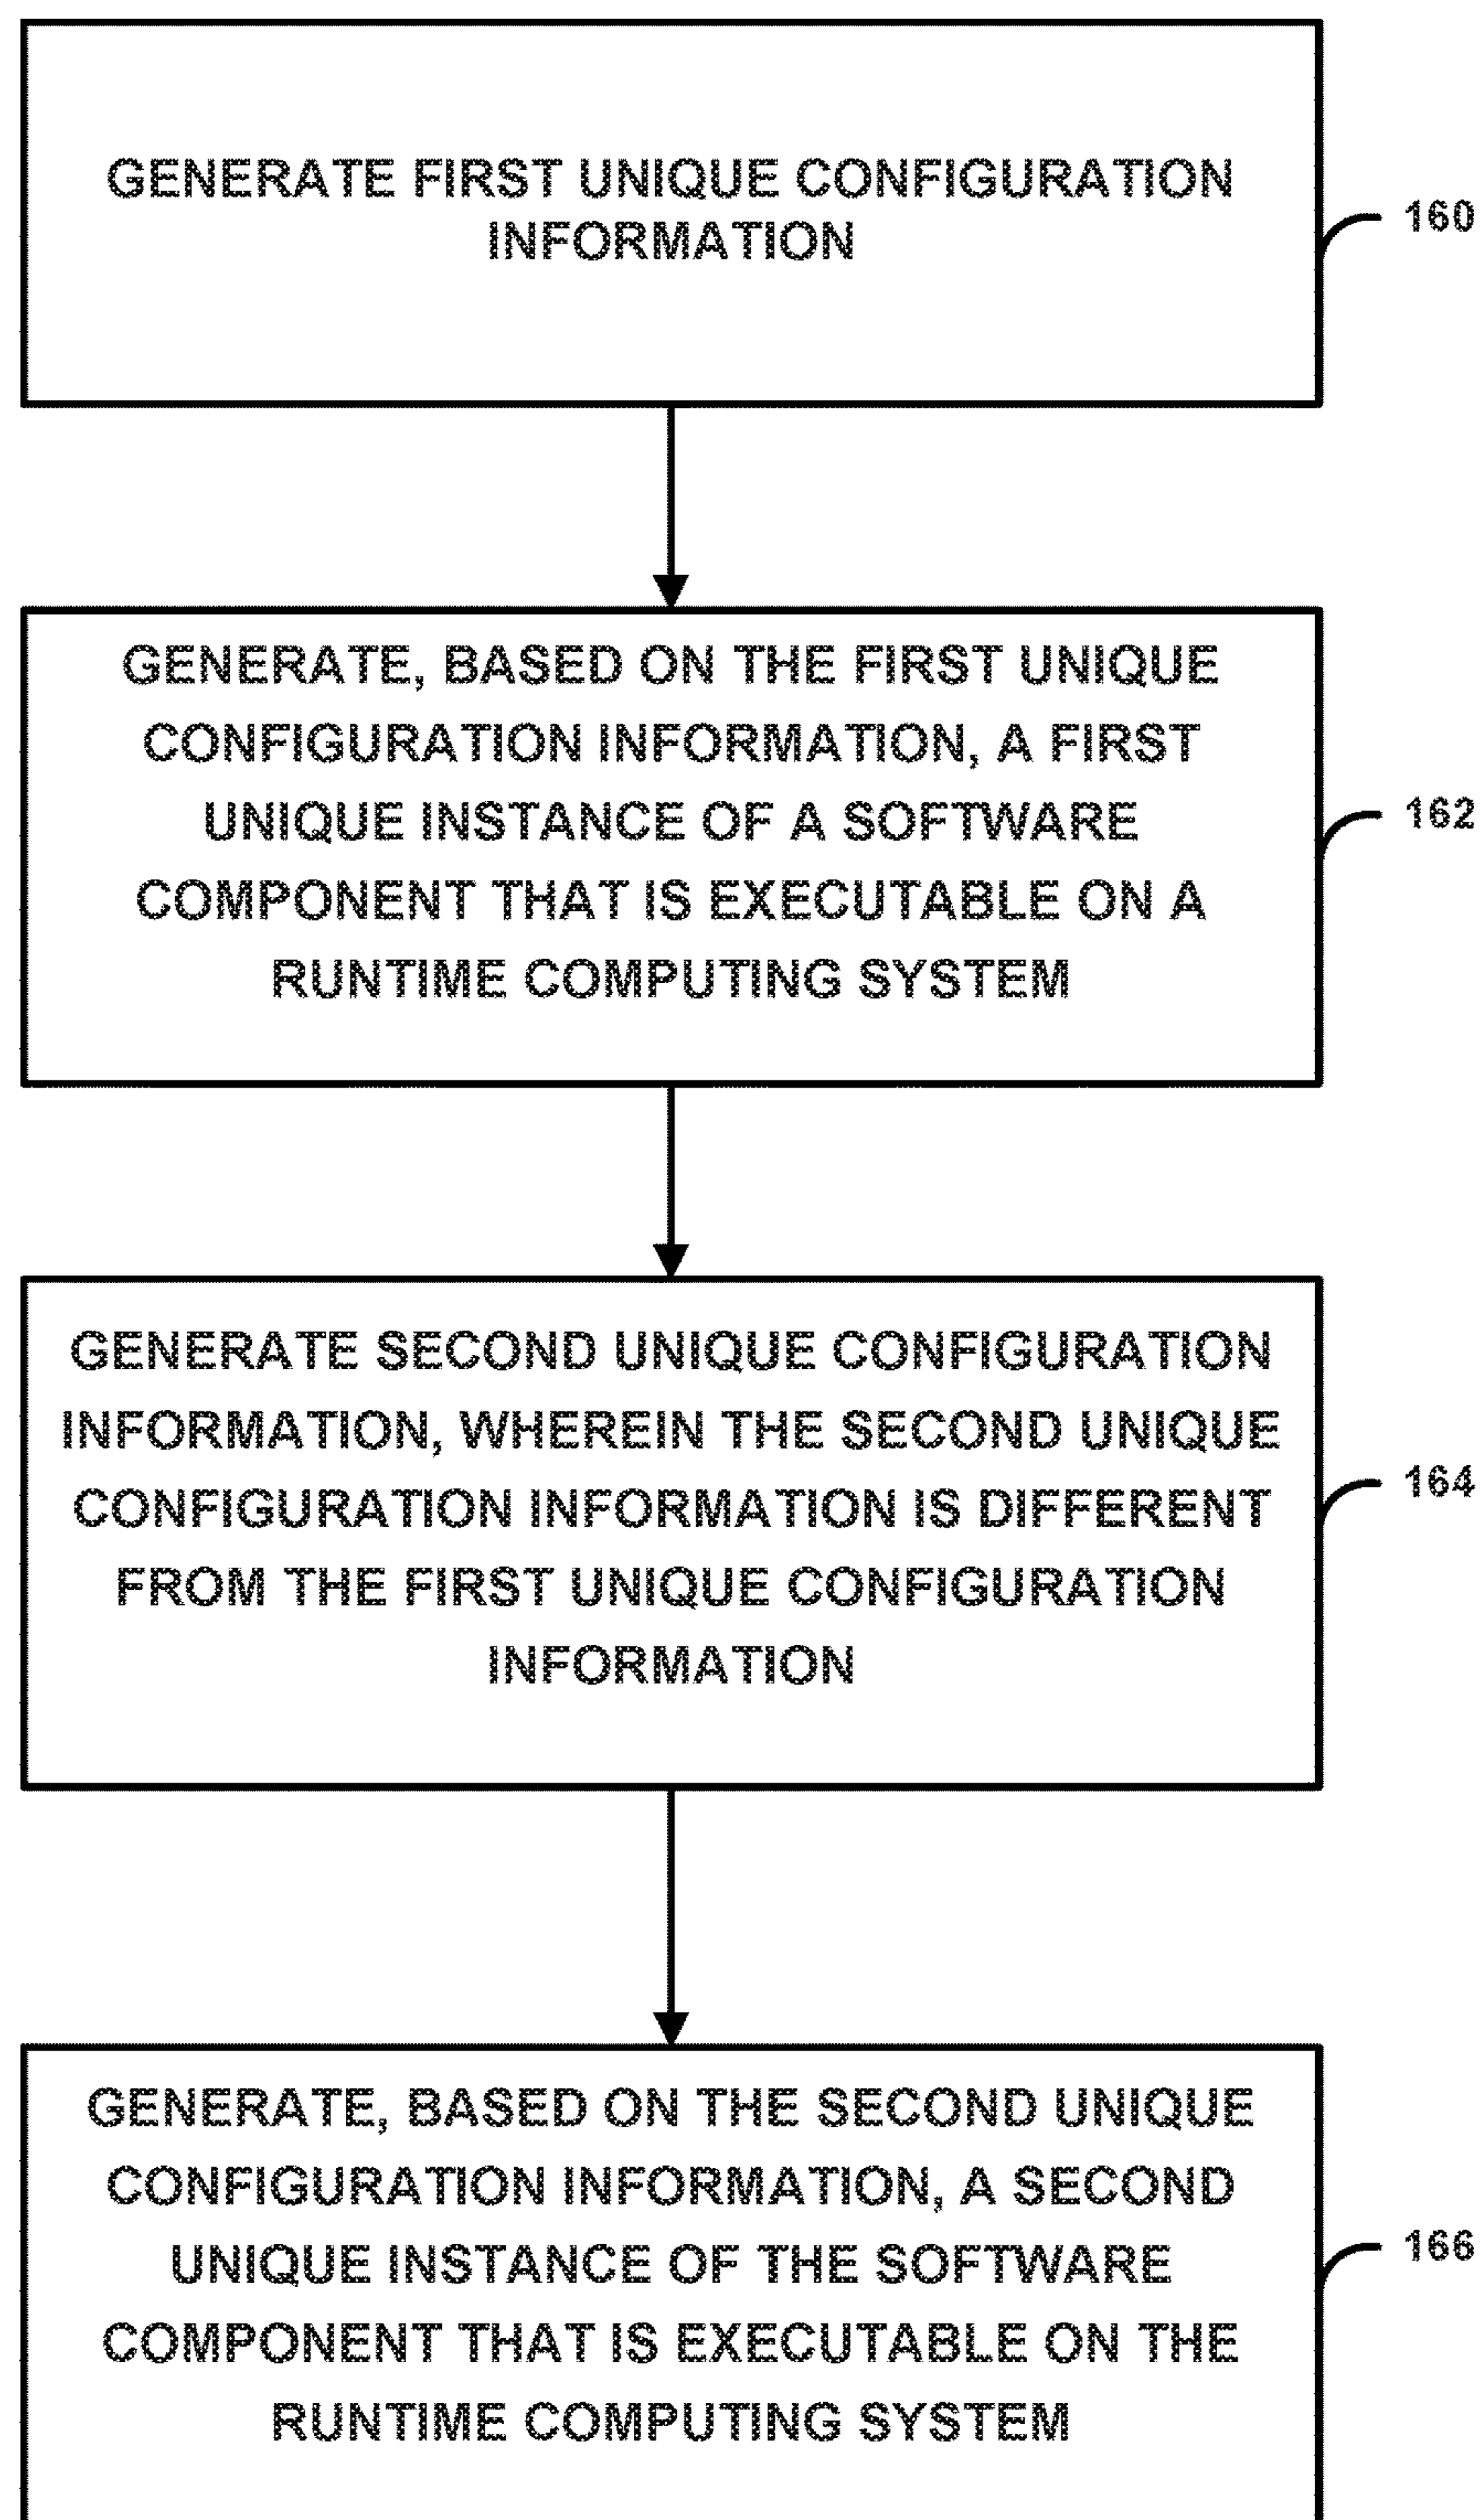 GENERATE FIRST UNIQUE CONFIGURATION
INFORMATION
160
GENERATE, BASED ON THE FIRST UNIQUE
CONFIGURATION INFORMATION, A FIRST
UNIQUE INSTANCE OF A SOFTWARE
COMPONENT THAT IS EXECUTABLE ON A
RUNTIME COMPUTING SYSTEM
162
GENERATE SECOND UNIQUE CONFIGURATION
INFORMATION, WHEREIN THE SECOND UNIQUE
CONFIGURATION INFORMATION IS DIFFERENT
FROM THE FIRST UNIQUE CONFIGURATION
INFORMATION
164
GENERATE, BASED ON THE SECOND UNIQUE
CONFIGURATION INFORMATION, A SECOND
UNIQUE INSTANCE OF THE SOFTWARE
COMPONENT THAT IS EXECUTABLE ON THE
RUNTIME COMPUTING SYSTEM
166